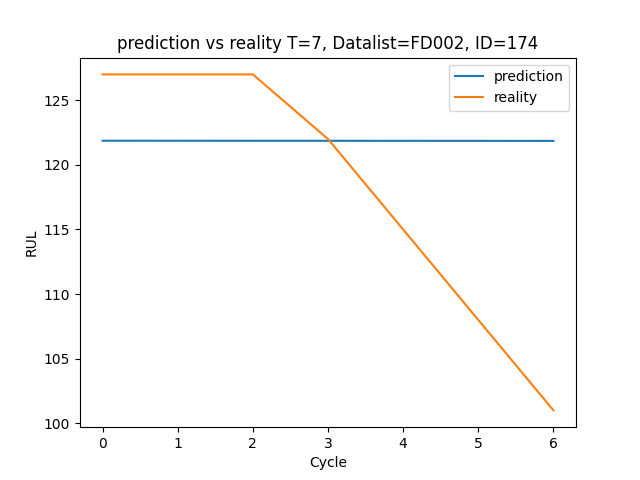 prediction vs reality T=7, Datalist=FD002, ID=174
prediction
reality
125
120
115
110
105
100
RUL
0 1 2 3 4 5 6
Cycle